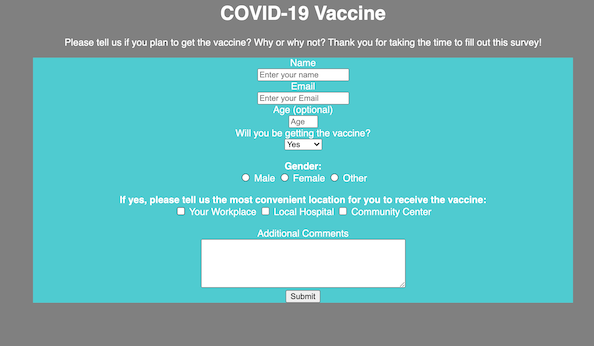 COVID-19 Vaccine
Please tell us if you plan to get the vaccine? Why or why not? Thank you for taking the time to fill out this survey!
Name
Enter your name
Email
Enter your Email
Age (optional)
Age
Will you be getting the vaccine?
Yes
Gender:
Male Female Other
If yes, please tell us the most convenient location for you to receive the vaccine:
Your Workplace Local Hospital Community Center
Additional Comments
Submit